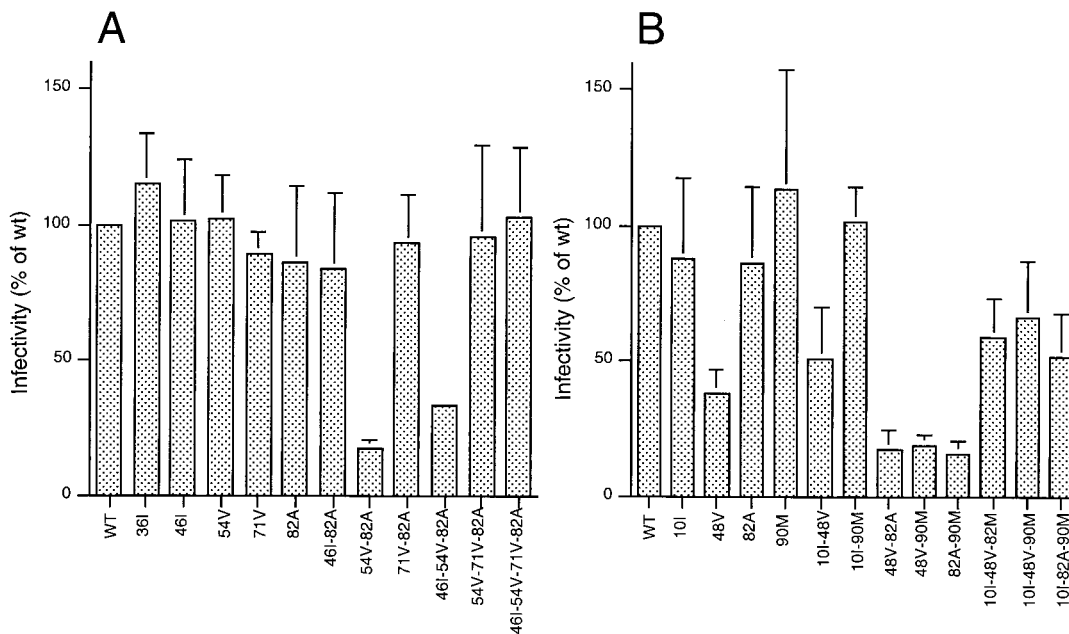 A
Infectivity (% of wt)
150
100
50
0
WT
36I
46I
54V
71V
82A
46I-82A
54V-82A
71V-82A
46I-54V-82A
54V-71V-82A
46I-54V-71V-82A
B
Infectivity (% of wt)
150
100
50
0
WT
10I
48V
82A
90M
10I-48V
10I-90M
48V-82A
48V-90M
82A-90M
10I-48V-82M
10I-48V-90M
10I-82A-90M